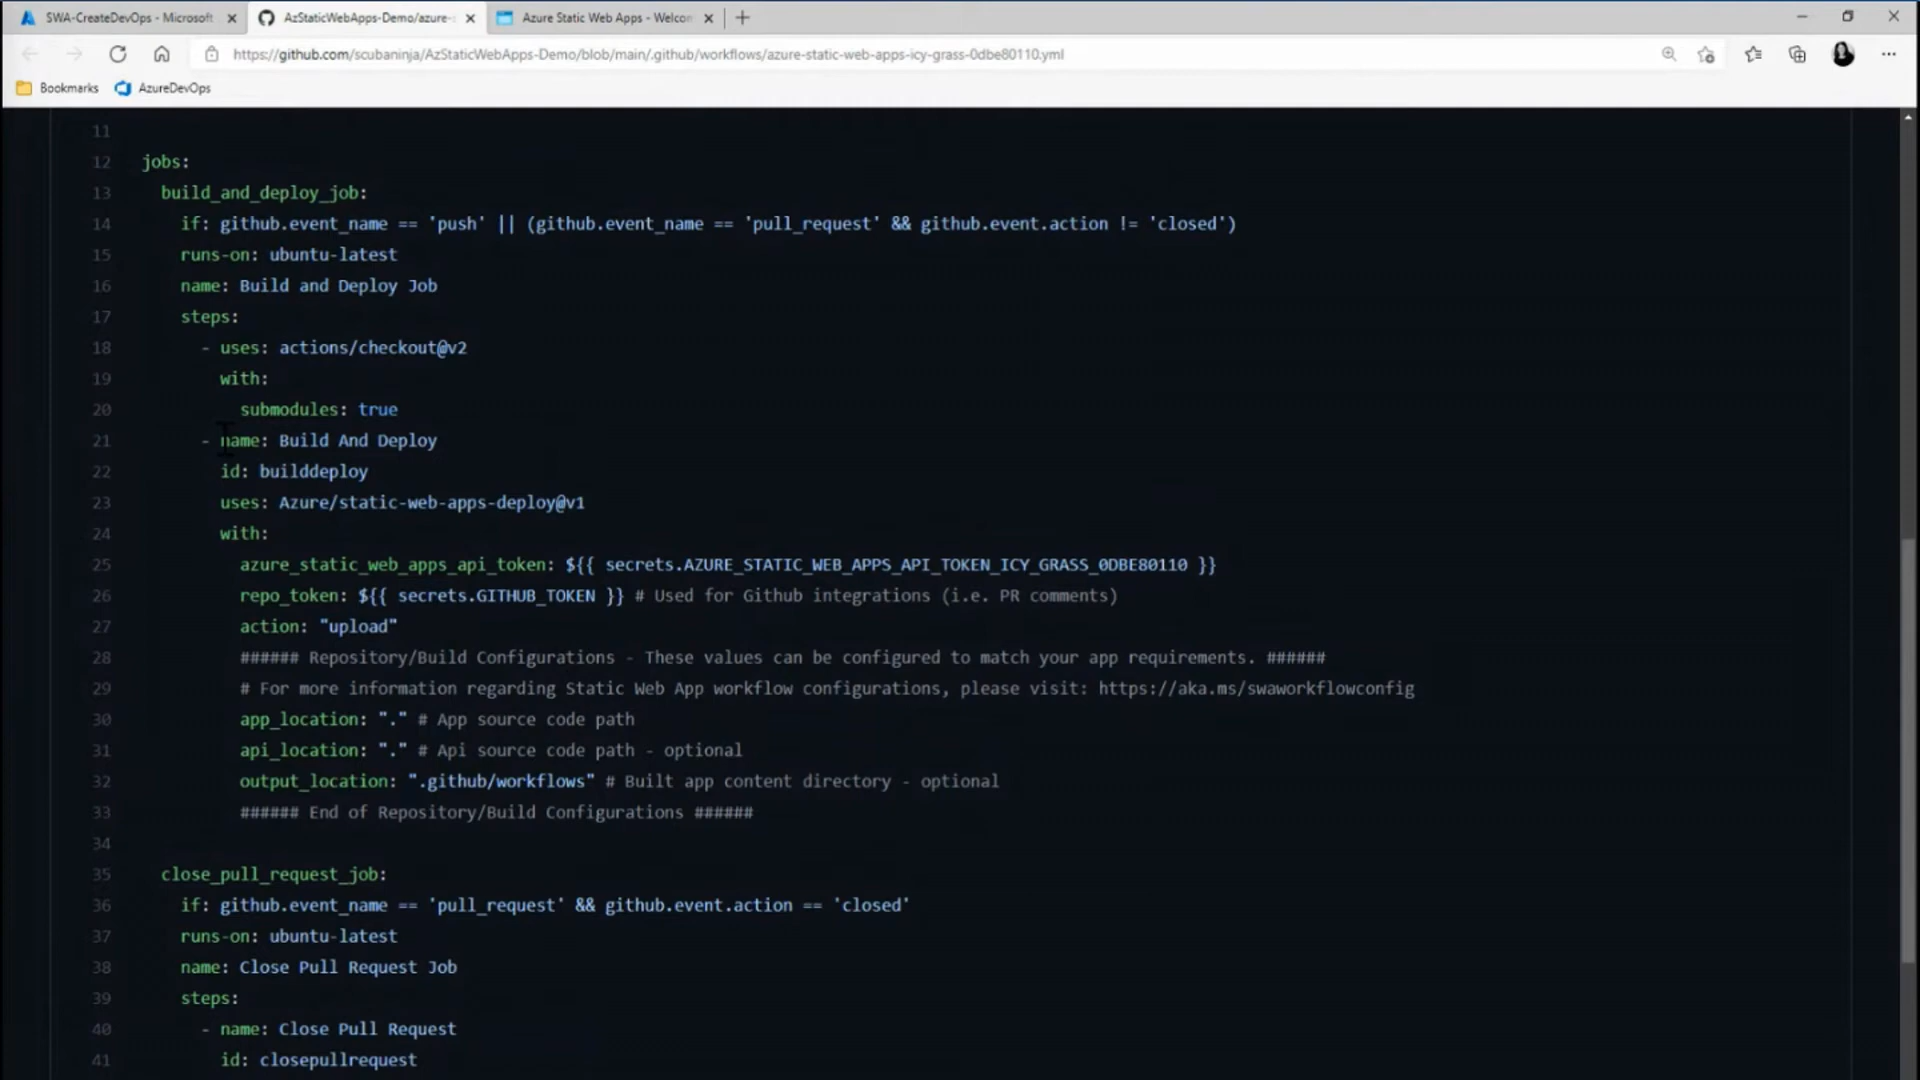 SWA-CreateDevOps - Microsoft
AzStaticWebApps-Demo/azure-s
Azure Static Web Apps - Welcom
https://github.com/scubaninja/AzStaticWebApps-Demo/blob/main/.github/workflows/azure-static-web-apps-icy-grass-0dbe80110.yml
Bookmarks AzureDevOps
11
12 jobs:
13 build_and_deploy_job:
14 if: github.event_name == 'push' || (github.event_name == 'pull_request' && github.event.action != 'closed')
15 runs-on: ubuntu-latest
16 name: Build and Deploy Job
17 steps:
18 - uses: actions/checkout@v2
19 with:
20 submodules: true
21 - name: Build And Deploy
22 id: builddeploy
23 uses: Azure/static-web-apps-deploy@v1
24 with:
25 azure_static_web_apps_api_token: ${{ secrets.AZURE_STATIC_WEB_APPS_API_TOKEN_ICY_GRASS_0DBE80110 }}
26 repo_token: ${{ secrets.GITHUB_TOKEN }} # Used for Github integrations (i.e. PR comments)
27 action: "upload"
28 ###### Repository/Build Configurations - These values can be configured to match your app requirements. ######
29 # For more information regarding Static Web App workflow configurations, please visit: https://aka.ms/swaworkflowconfig
30 app_location: "." # App source code path
31 api_location: "." # Api source code path - optional
32 output_location: ".github/workflows" # Built app content directory - optional
33 ###### End of Repository/Build Configurations ######
34
35 close_pull_request_job:
36 if: github.event_name == 'pull_request' && github.event.action == 'closed'
37 runs-on: ubuntu-latest
38 name: Close Pull Request Job
39 steps:
40 - name: Close Pull Request
41 id: closepullrequest